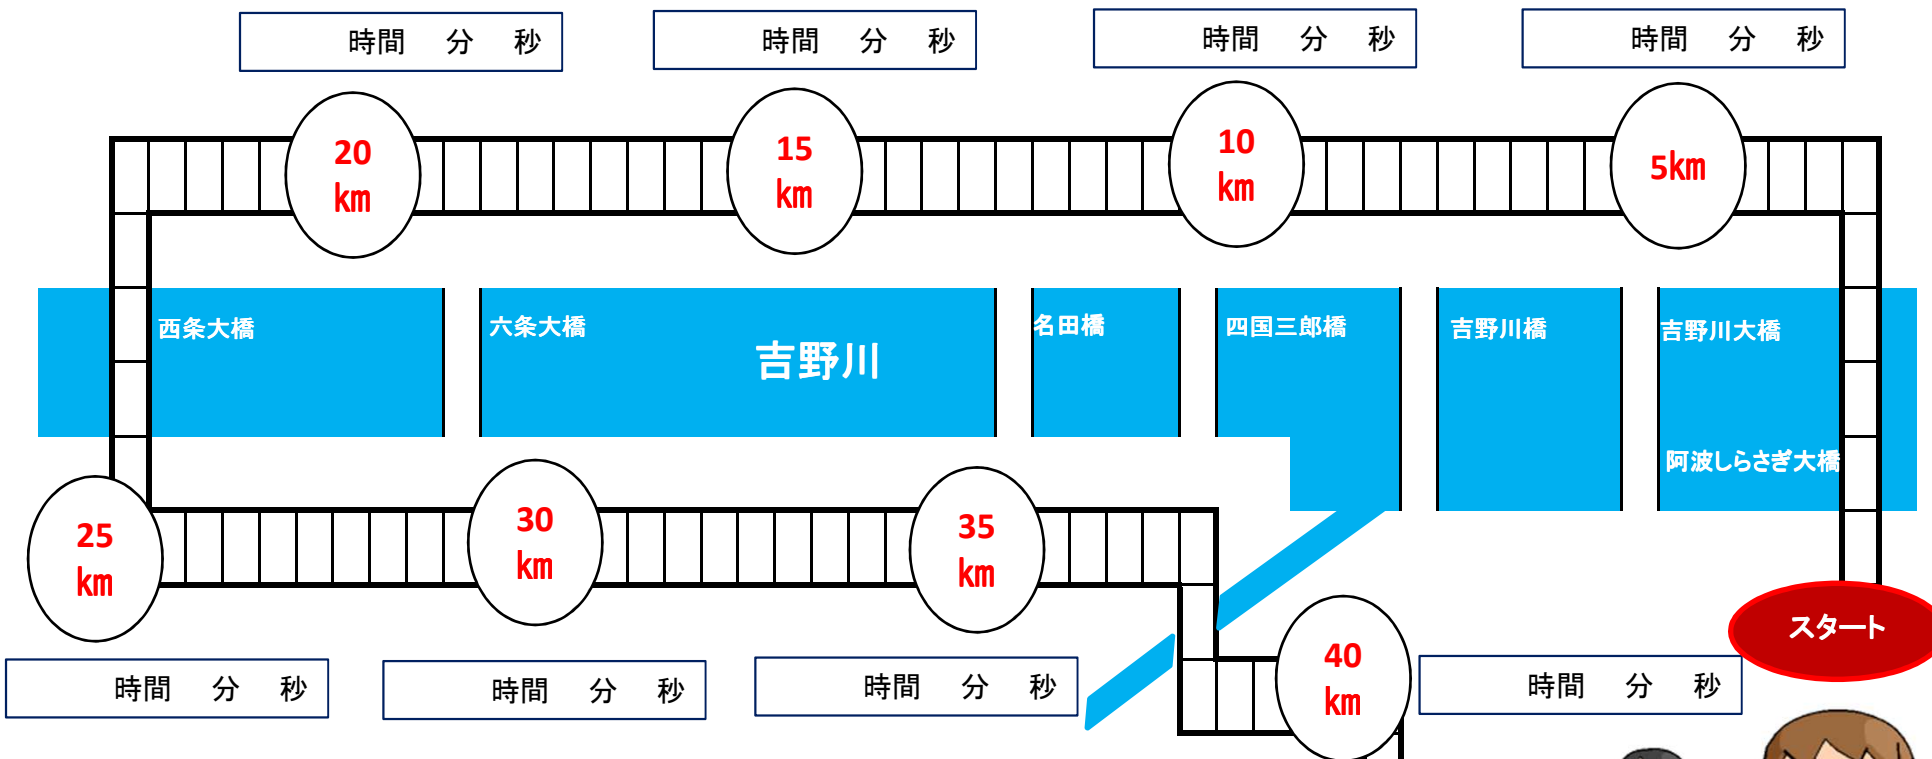 時間 分 秒
時間 分 秒
時間 分 秒
時間 分 秒
20
km
15
km
10
km
5km
西条大橋
六条大橋
吉野川
名田橋
四国三郎橋
吉野川橋
吉野川大橋
阿波しらさぎ大橋
25
km
30
km
35
km
スタート
40
km
時間 分 秒
時間 分 秒
時間 分 秒
時間 分 秒